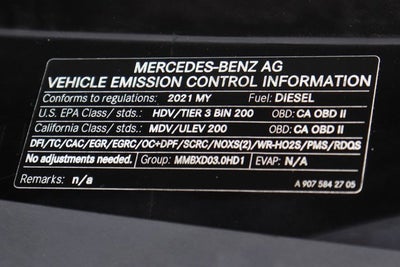 MERCEDES-BENZ AG
VEHICLE EMISSION CONTROL INFORMATION
Conforms to regulations: 2021 MY Fuel: DIESEL
U.S. EPA Class/ stds.: HDV/TIER 3 BIN 200 OBD: CA OBD II
California Class/ stds.: MDV/ULEV 200 OBD: CA OBD II
DFI/TC/CAC/EGR/EGRC/OC+DPF/SCRC/NOXS(2)/WR-HO2S/PMS/RDQS
No adjustments needed. Group: MMBXD03.0HD1 EVAP: N/A
Remarks: n/a A 907 584 27 05